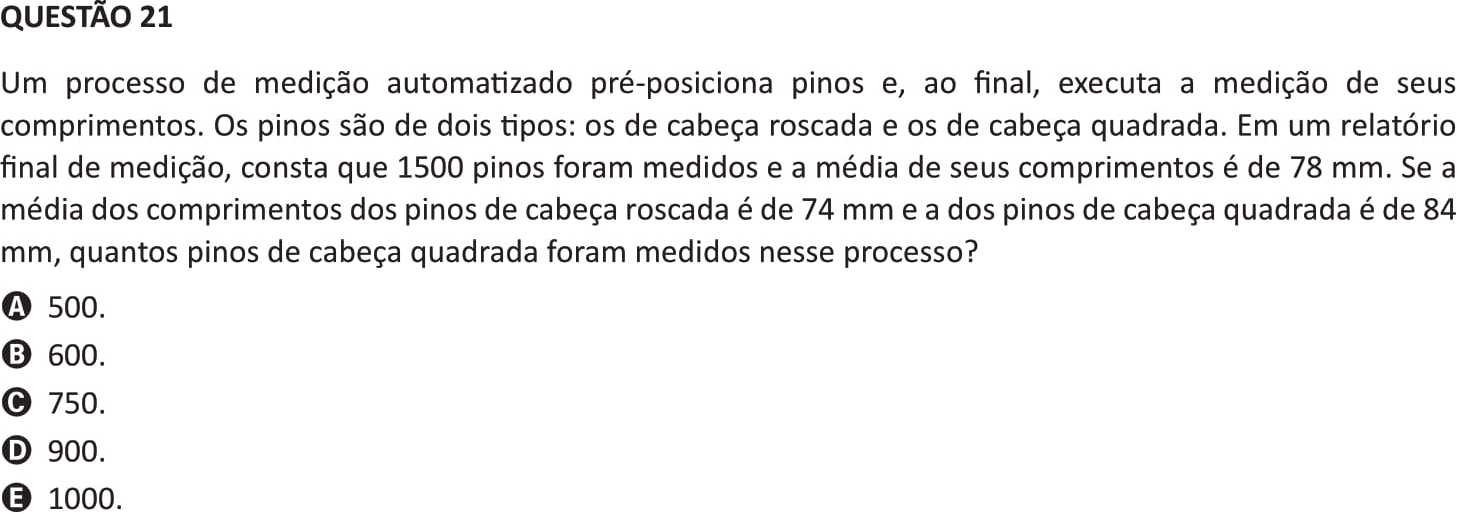 QUESTÃO 21
Um processo de medição automatizado pré-posiciona pinos e, ao final, executa a medição de seus
comprimentos. Os pinos são de dois tipos: os de cabeça roscada e os de cabeça quadrada. Em um relatório
final de medição, consta que 1500 pinos foram medidos e a média de seus comprimentos é de 78 mm. Se a
média dos comprimentos dos pinos de cabeça roscada é de 74 mm e a dos pinos de cabeça quadrada é de 84
mm, quantos pinos de cabeça quadrada foram medidos nesse processo?
A 500.
B 600.
C 750.
D 900.
E 1000.